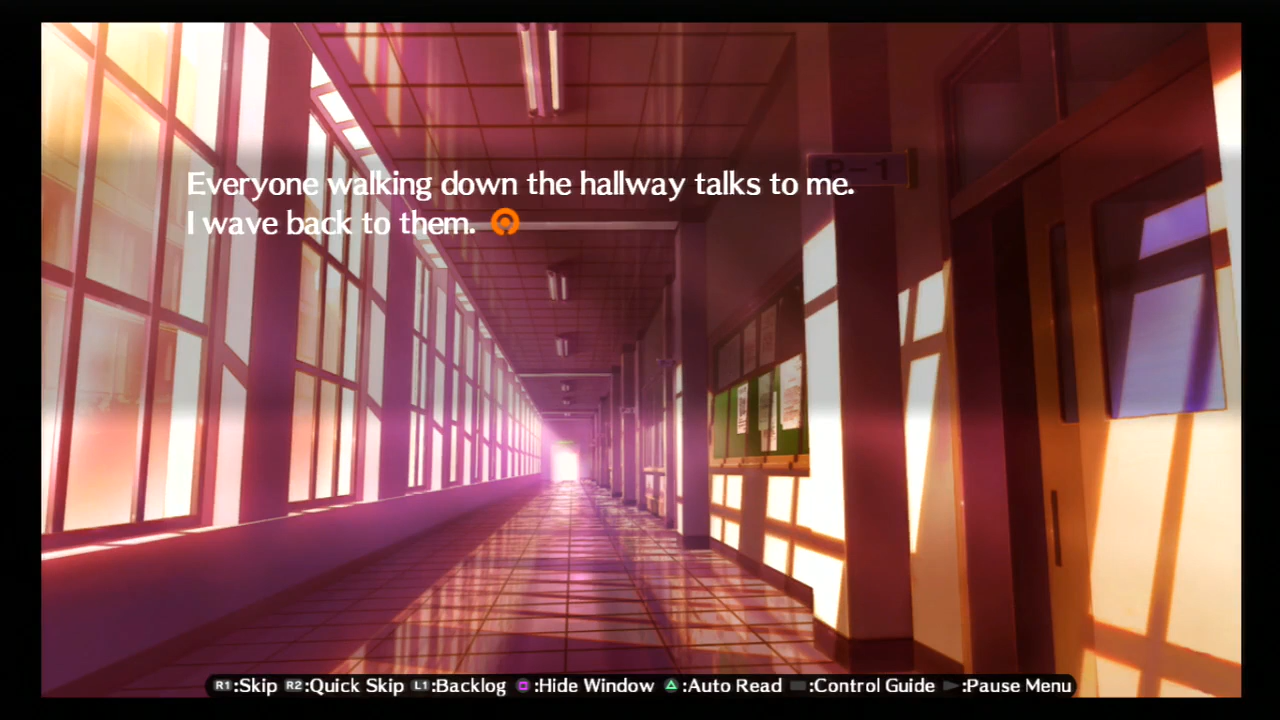 P-1
Everyone walking down the hallway talks to me.
I wave back to them.
R1:Skip R2:Quick Skip L1:Backlog :Hide Window :Auto Read :Control Guide :Pause Menu